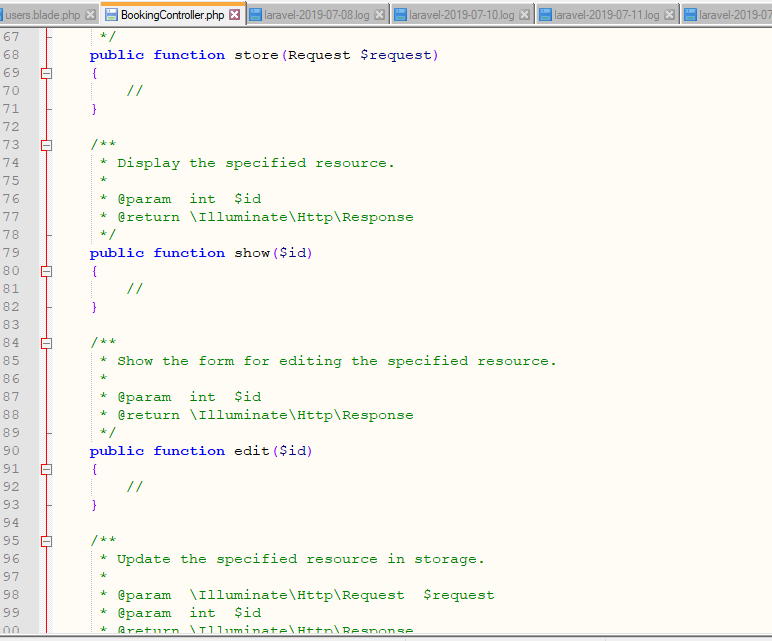 users.blade.php BookingController.php laravel-2019-07-08.log laravel-2019-07-10.log laravel-2019-07-11.log laravel-2019-07
67 */
68 public function store(Request $request)
69 {
70 //
71 }
72
73 /**
74 * Display the specified resource.
75 *
76 * @param  int  $id
77 * @return \Illuminate\Http\Response
78 */
79 public function show($id)
80 {
81 //
82 }
83
84 /**
85 * Show the form for editing the specified resource.
86 *
87 * @param  int  $id
88 * @return \Illuminate\Http\Response
89 */
90 public function edit($id)
91 {
92 //
93 }
94
95 /**
96 * Update the specified resource in storage.
97 *
98 * @param  \Illuminate\Http\Request  $request
99 * @param  int  $id
00 * @return \Illuminate\Http\Response